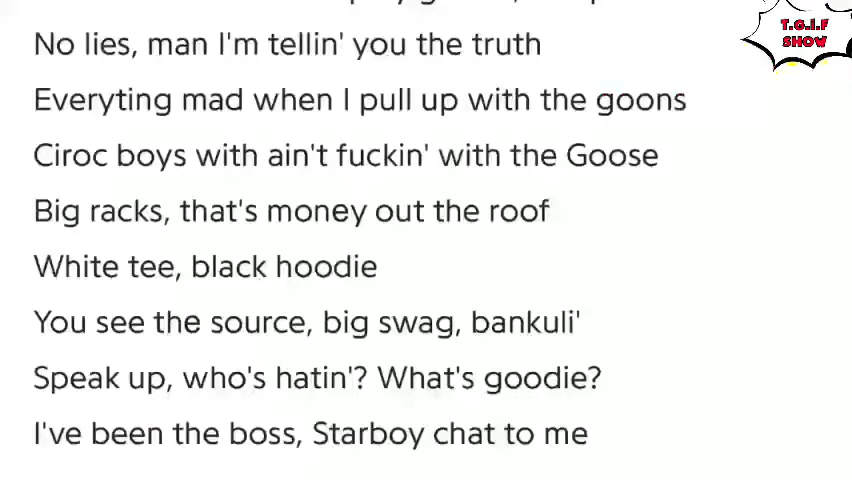 No lies, man I'm tellin' you the truth
Everyting mad when I pull up with the goons
Ciroc boys with ain't fuckin' with the Goose
Big racks, that's money out the roof
White tee, black hoodie
You see the source, big swag, bankuli'
Speak up, who's hatin'? What's goodie?
I've been the boss, Starboy chat to me
T.G.I.F
SHOW